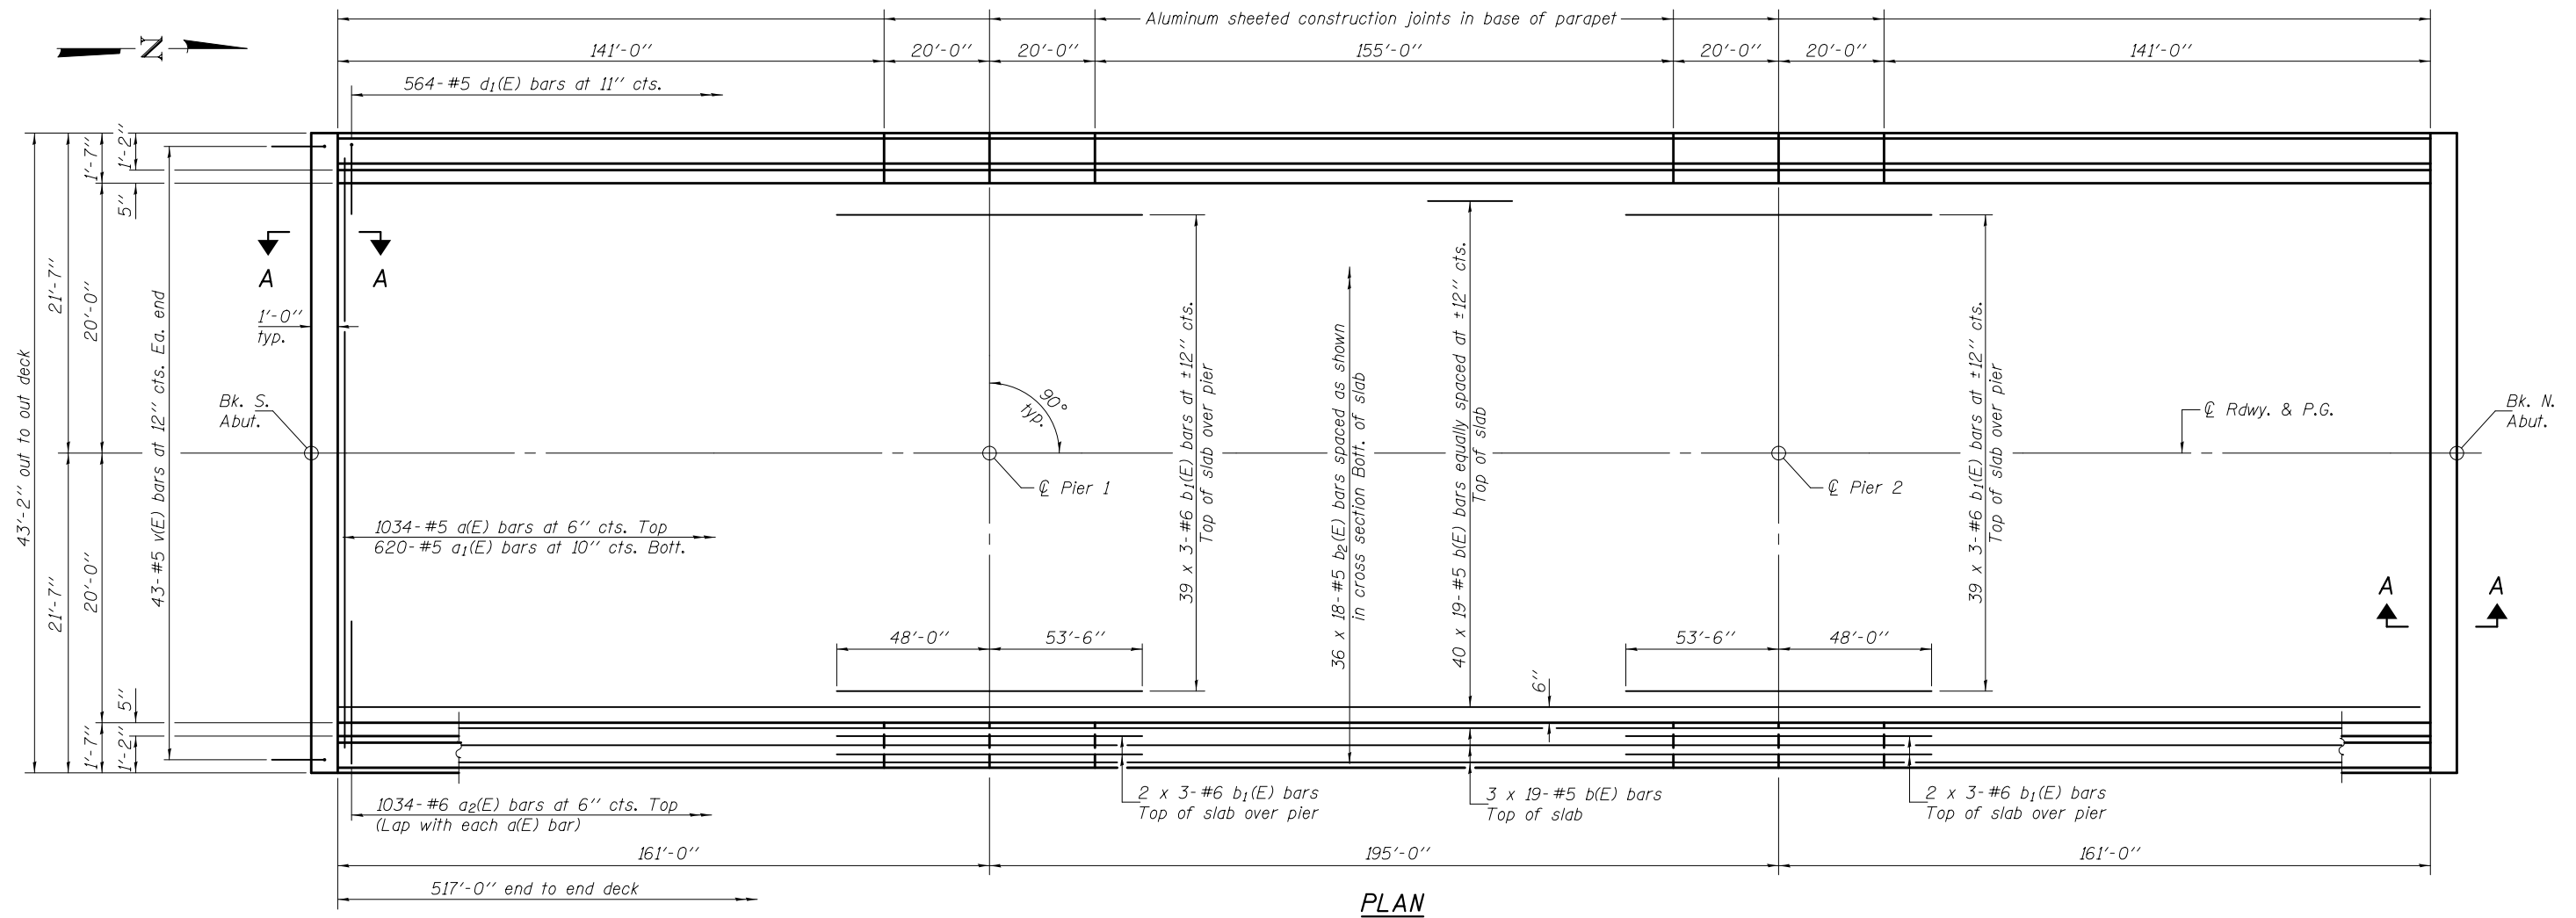 Aluminum sheeted construction joints in base of parapet
N
141'-0"
20'-0"
20'-0"
155'-0"
20'-0"
20'-0"
141'-0"
564-#5 d₁(E) bars at 11" cts.
1'-2"
1'-7"
5"
21'-7"
20'-0"
43'-2" out to out deck
43-#5 v(E) bars at 12" cts. Ea. end
A
A
1'-0"
typ.
Bk. S.
Abut.
90°
typ.
℄ Pier 1
39 x 3-#6 b₁(E) bars at ±12" cts.
Top of slab over pier
36 x 18-#5 b₂(E) bars spaced as shown
in cross section Bott. of slab
40 x 19-#5 b(E) bars equally spaced at ±12" cts.
Top of slab
℄ Pier 2
39 x 3-#6 b₁(E) bars at ±12" cts.
Top of slab over pier
℄ Rdwy. & P.G.
Bk. N.
Abut.
1034-#5 a(E) bars at 6" cts. Top
620-#5 a₁(E) bars at 10" cts. Bott.
21'-7"
20'-0"
A
A
48'-0"
53'-6"
53'-6"
48'-0"
6"
5"
1'-7"
1'-2"
1034-#6 a₂(E) bars at 6" cts. Top
(Lap with each a(E) bar)
2 x 3-#6 b₁(E) bars
Top of slab over pier
3 x 19-#5 b(E) bars
Top of slab
2 x 3-#6 b₁(E) bars
Top of slab over pier
161'-0"
195'-0"
161'-0"
517'-0" end to end deck
PLAN